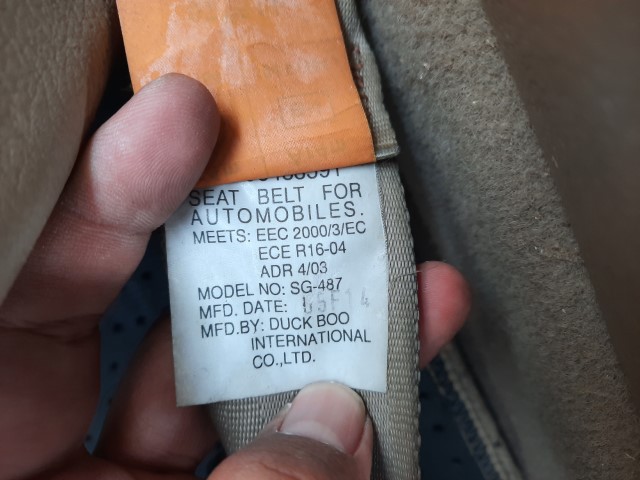 SEAT BELT FOR
AUTOMOBILES.
MEETS: EEC 2000/3/EC
ECE R16-04
ADR 4/03
MODEL NO: SG-487
MFD. DATE:
MFD.BY: DUCK BOO
INTERNATIONAL
CO.,LTD.